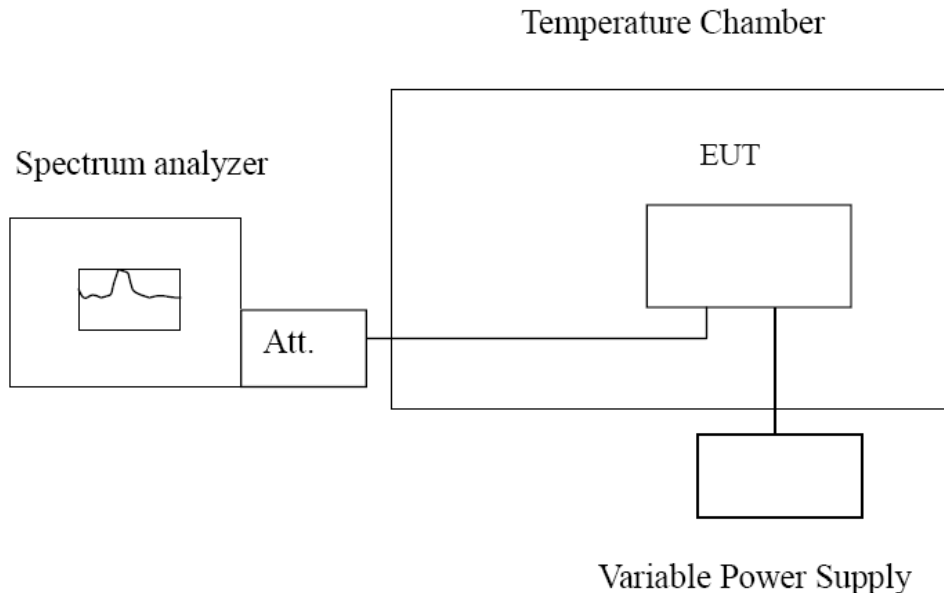 Temperature Chamber
Spectrum analyzer
EUT
Att.
Variable Power Supply